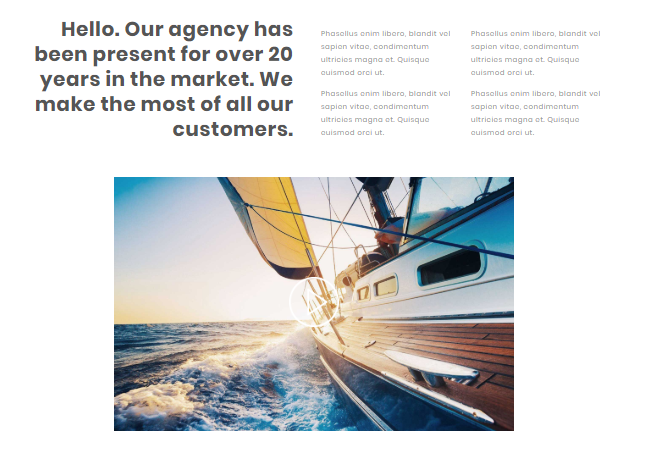 Hello. Our agency has
been present for over 20
years in the market. We
make the most of all our
customers.
Phasellus enim libero, blandit vel
sapien vitae, condimentum
ultricies magna et. Quisque
euismod orci ut.
Phasellus enim libero, blandit vel
sapien vitae, condimentum
ultricies magna et. Quisque
euismod orci ut.
Phasellus enim libero, blandit vel
sapien vitae, condimentum
ultricies magna et. Quisque
euismod orci ut.
Phasellus enim libero, blandit vel
sapien vitae, condimentum
ultricies magna et. Quisque
euismod orci ut.